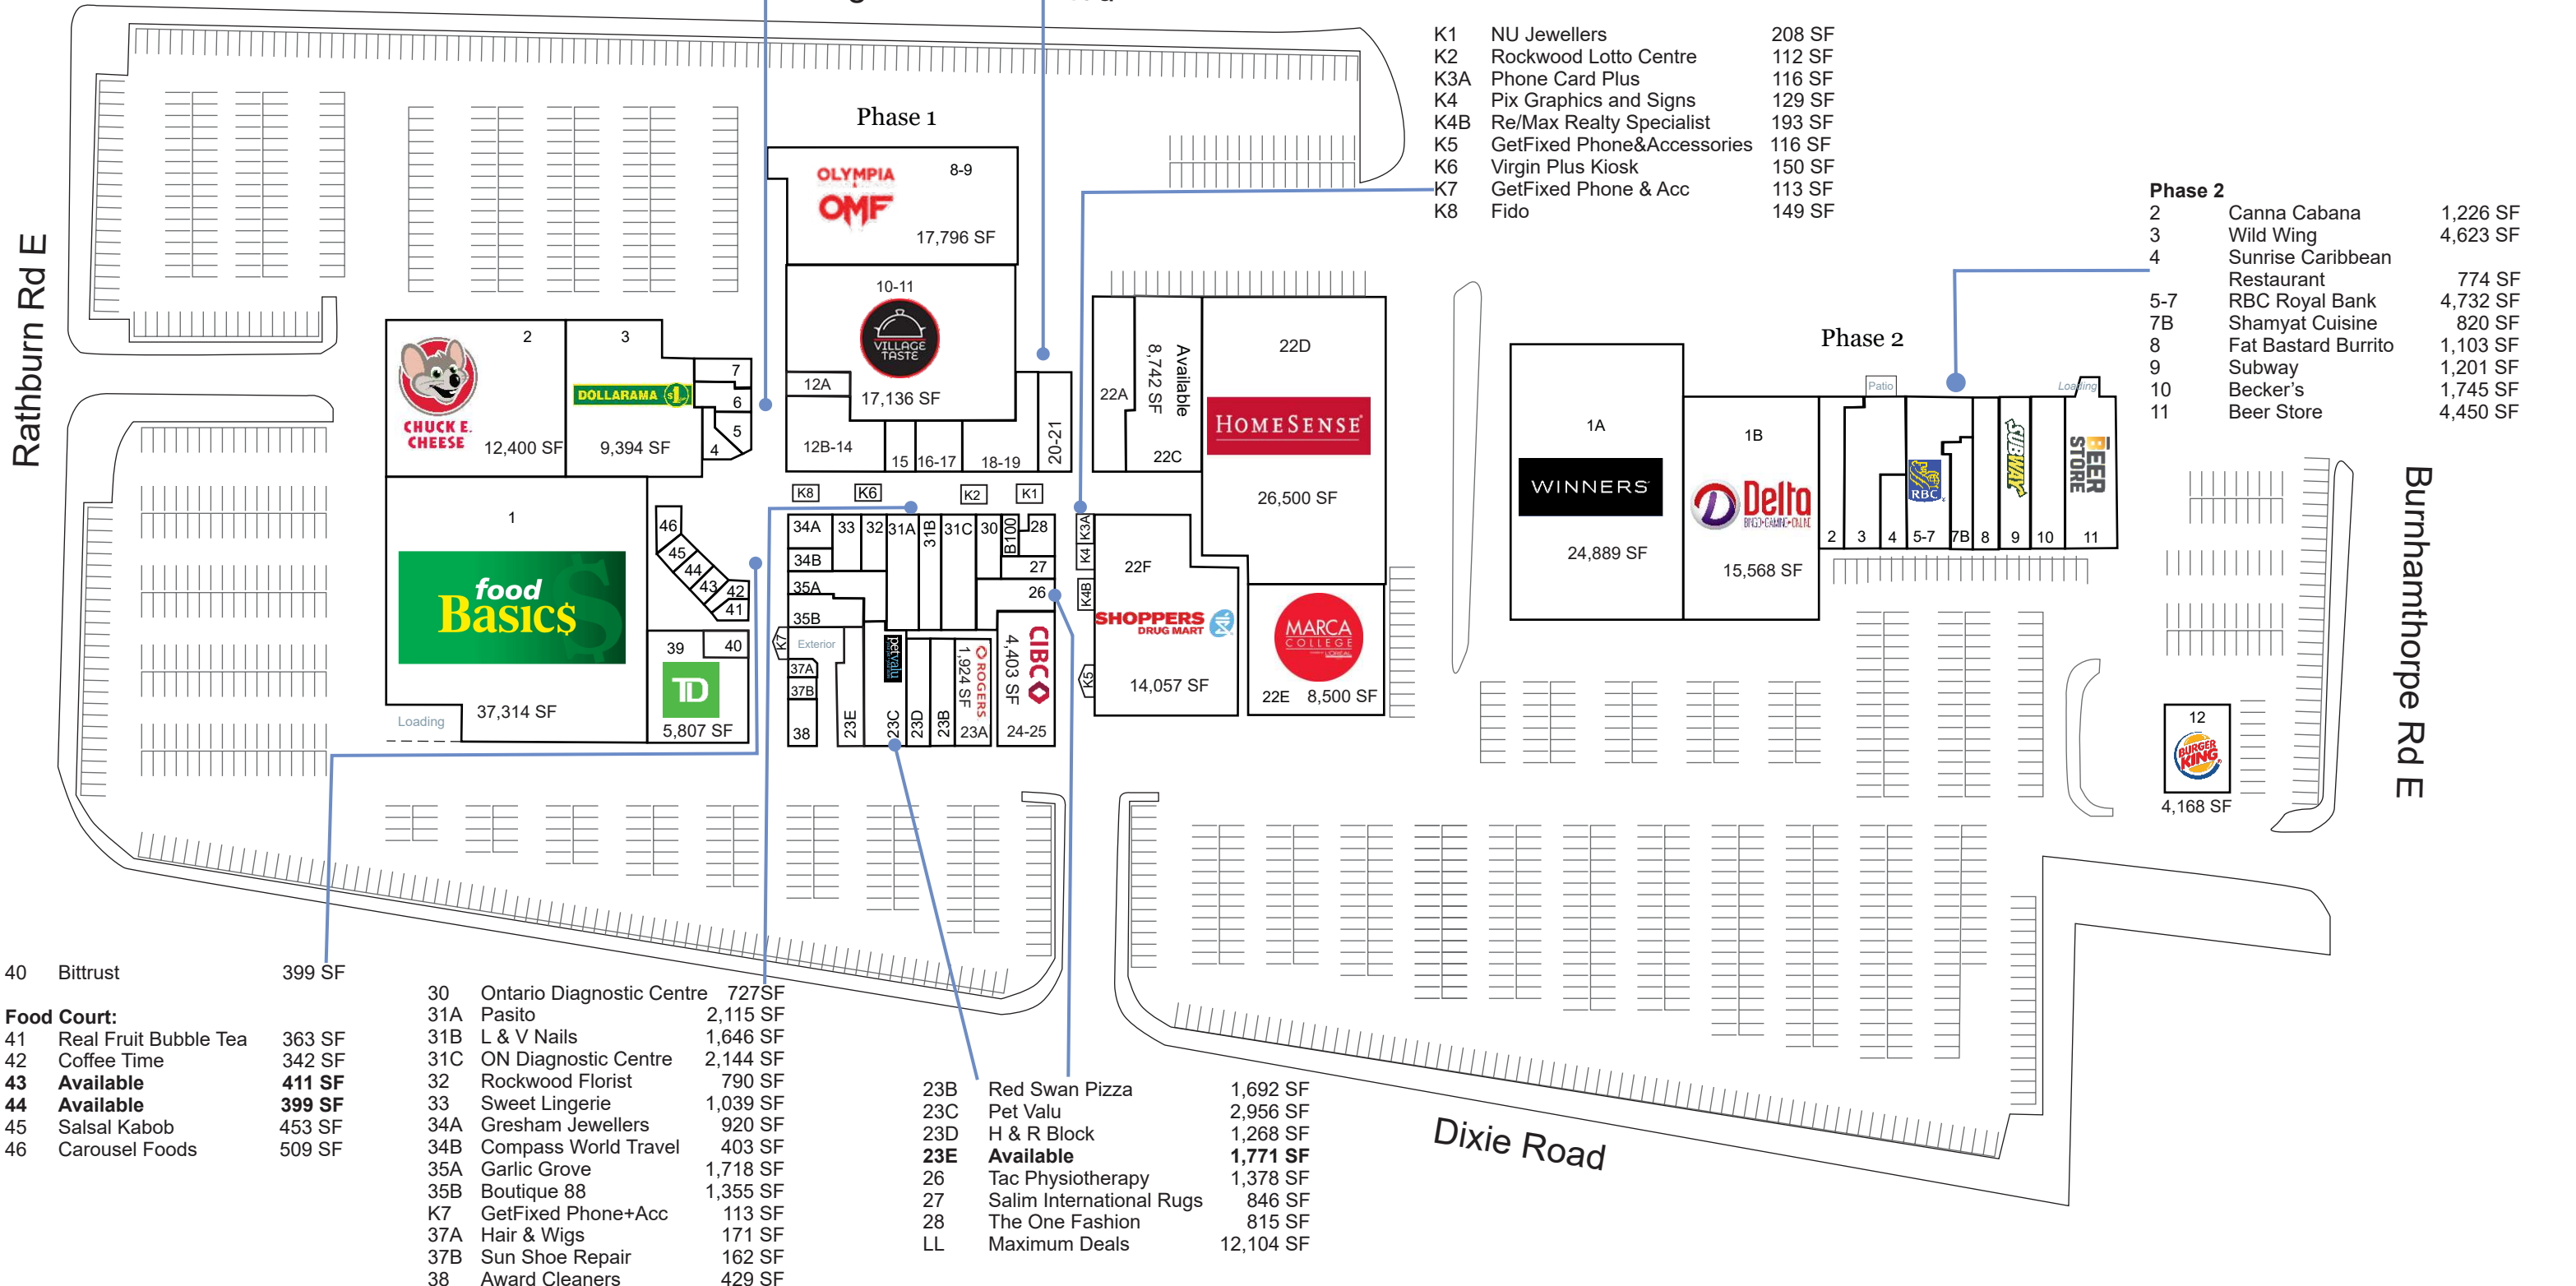 K1 NU Jewellers 208 SF
K2 Rockwood Lotto Centre 112 SF
K3A Phone Card Plus 116 SF
K4 Pix Graphics and Signs 129 SF
K4B Re/Max Realty Specialist 193 SF
K5 GetFixed Phone&Accessories 116 SF
K6 Virgin Plus Kiosk 150 SF
K7 GetFixed Phone & Acc 113 SF
K8 Fido 149 SF
Phase 2
2 Canna Cabana 1,226 SF
3 Wild Wing 4,623 SF
4 Sunrise Caribbean
Restaurant 774 SF
5-7 RBC Royal Bank 4,732 SF
7B Shamyat Cuisine 820 SF
8 Fat Bastard Burrito 1,103 SF
9 Subway 1,201 SF
10 Becker's 1,745 SF
11 Beer Store 4,450 SF
Rathburn Rd E
Phase 1
OLYMPIA
OMF
8-9
17,796 SF
10-11
VILLAGE
TASTE
17,136 SF
12A
12B-14
15
16-17
18-19
20-21
2
CHUCK E.
CHEESE
12,400 SF
3
DOLLARAMA $1
9,394 SF
7
6
5
4
1
food
Basic$
37,314 SF
Loading
46
45
44
43
42
41
39
40
TD
5,807 SF
K8
K6
K2
K1
34A
33
32
31A
31B
31C
30
B100
28
34B
27
35A
26
35B
K7
Exterior
37A
37B
38
23E
petvalu
23C
23D
23B
ROGERS
1,924 SF
23A
CIBC
4,403 SF
24-25
K3A
K4
K4B
K5
22A
Available
8,742 SF
22C
22D
HOMESENSE
26,500 SF
22F
SHOPPERS
DRUG MART
14,057 SF
MARCA
COLLEGE
22E 8,500 SF
Phase 2
1A
WINNERS
24,889 SF
1B
Delta
BINGO+GAMING+ONLINE
15,568 SF
Patio
Loading
RBC
SUBWAY
BEER
STORE
2
3
4
5-7
7B
8
9
10
11
12
BURGER
KING
4,168 SF
Burnhamthorpe Rd E
Dixie Road
40 Bittrust 399 SF
Food Court:
41 Real Fruit Bubble Tea 363 SF
42 Coffee Time 342 SF
43 Available 411 SF
44 Available 399 SF
45 Salsal Kabob 453 SF
46 Carousel Foods 509 SF
30 Ontario Diagnostic Centre 727SF
31A Pasito 2,115 SF
31B L & V Nails 1,646 SF
31C ON Diagnostic Centre 2,144 SF
32 Rockwood Florist 790 SF
33 Sweet Lingerie 1,039 SF
34A Gresham Jewellers 920 SF
34B Compass World Travel 403 SF
35A Garlic Grove 1,718 SF
35B Boutique 88 1,355 SF
K7 GetFixed Phone+Acc 113 SF
37A Hair & Wigs 171 SF
37B Sun Shoe Repair 162 SF
38 Award Cleaners 429 SF
23B Red Swan Pizza 1,692 SF
23C Pet Valu 2,956 SF
23D H & R Block 1,268 SF
23E Available 1,771 SF
26 Tac Physiotherapy 1,378 SF
27 Salim International Rugs 846 SF
28 The One Fashion 815 SF
LL Maximum Deals 12,104 SF